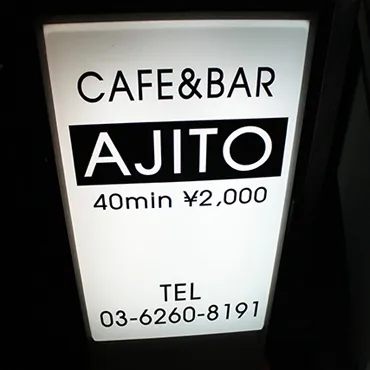 CAFE&BAR
AJITO
40min ¥2,000
TEL
03-6260-8191